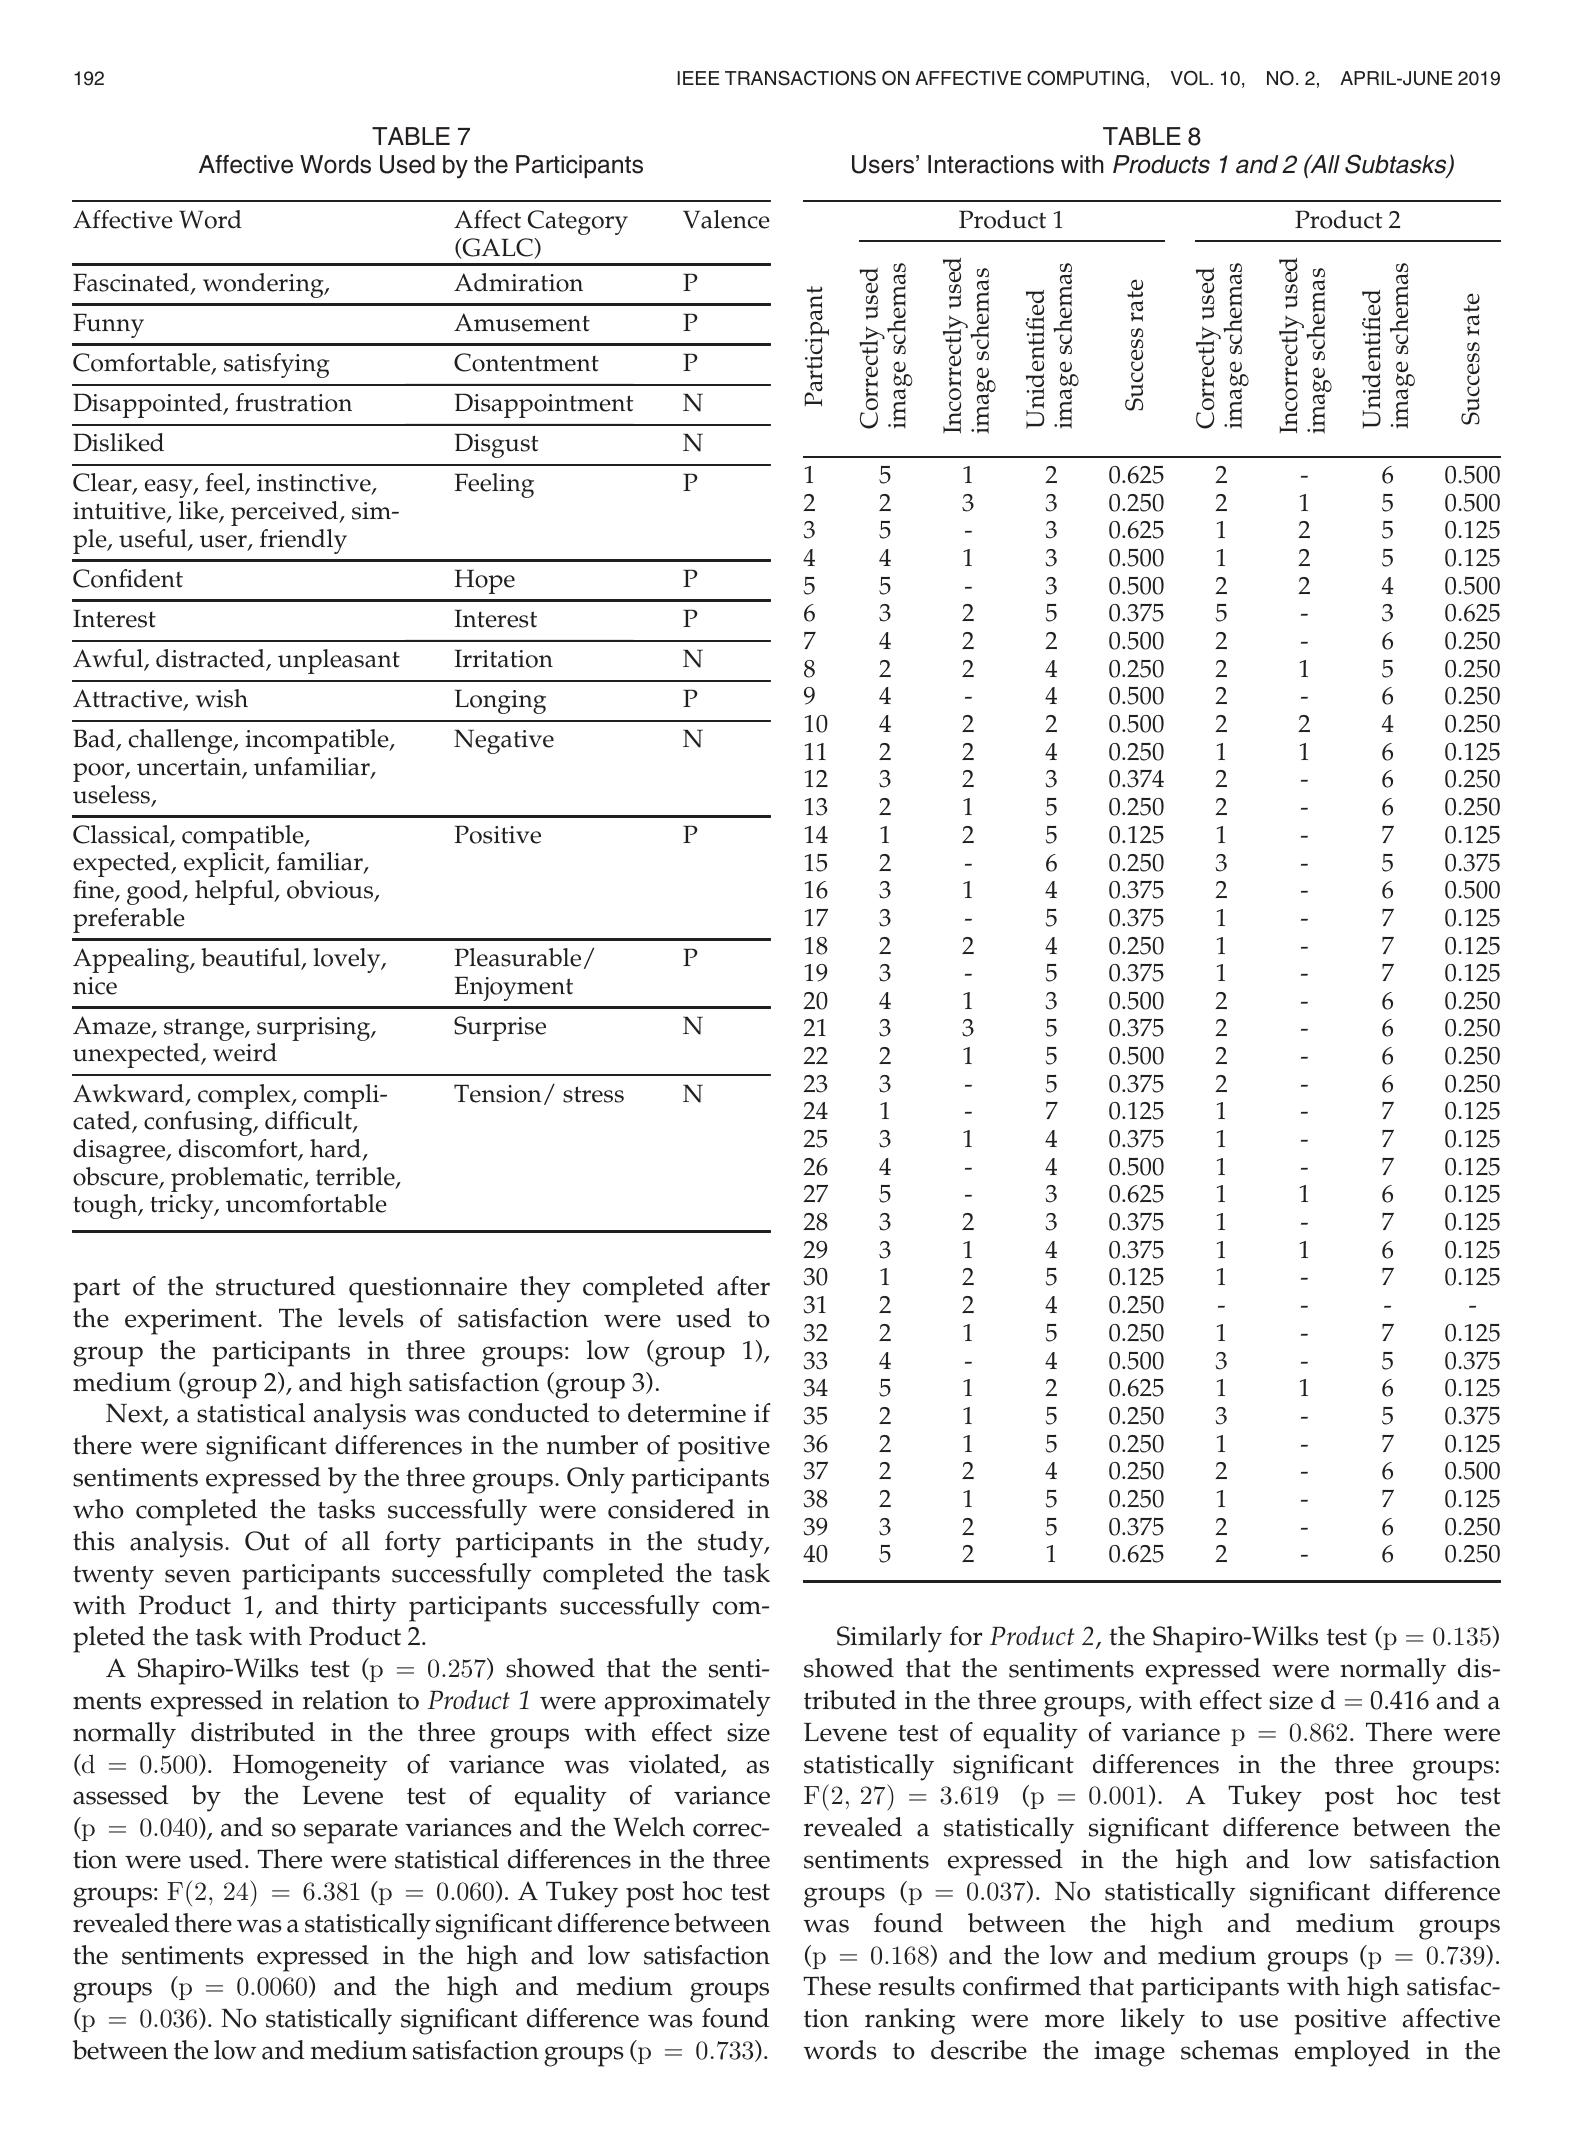 192
IEEE TRANSACTIONS ON AFFECTIVE COMPUTING, VOL. 10, NO. 2, APRIL-JUNE 2019
TABLE 7
Affective Words Used by the Participants
Affective Word Affect Category (GALC) Valence
Fascinated, wondering, Admiration P
Funny Amusement P
Comfortable, satisfying Contentment P
Disappointed, frustration Disappointment N
Disliked Disgust N
Clear, easy, feel, instinctive, Feeling P
intuitive, like, perceived, sim-
ple, useful, user, friendly
Confident Hope P
Interest Interest P
Awful, distracted, unpleasant Irritation N
Attractive, wish Longing P
Bad, challenge, incompatible, Negative N
poor, uncertain, unfamiliar,
useless,
Classical, compatible, Positive P
expected, explicit, familiar,
fine, good, helpful, obvious,
preferable
Appealing, beautiful, lovely, Pleasurable/ P
nice Enjoyment
Amaze, strange, surprising, Surprise N
unexpected, weird
Awkward, complex, compli- Tension/ stress N
cated, confusing, difficult,
disagree, discomfort, hard,
obscure, problematic, terrible,
tough, tricky, uncomfortable
part of the structured questionnaire they completed after
the experiment. The levels of satisfaction were used to
group the participants in three groups: low (group 1),
medium (group 2), and high satisfaction (group 3).
Next, a statistical analysis was conducted to determine if
there were significant differences in the number of positive
sentiments expressed by the three groups. Only participants
who completed the tasks successfully were considered in
this analysis. Out of all forty participants in the study,
twenty seven participants successfully completed the task
with Product 1, and thirty participants successfully com-
pleted the task with Product 2.
A Shapiro-Wilks test (p = 0.257) showed that the senti-
ments expressed in relation to Product 1 were approximately
normally distributed in the three groups with effect size
(d = 0.500). Homogeneity of variance was violated, as
assessed by the Levene test of equality of variance
(p = 0.040), and so separate variances and the Welch correc-
tion were used. There were statistical differences in the three
groups: F(2, 24) = 6.381 (p = 0.060). A Tukey post hoc test
revealed there was a statistically significant difference between
the sentiments expressed in the high and low satisfaction
groups (p = 0.0060) and the high and medium groups
(p = 0.036). No statistically significant difference was found
between the low and medium satisfaction groups (p = 0.733).
TABLE 8
Users' Interactions with Products 1 and 2 (All Subtasks)
Product 1 Product 2
Participant Correctly used image schemas Incorrectly used image schemas Unidentified image schemas Success rate Correctly used image schemas Incorrectly used image schemas Unidentified image schemas Success rate
1 5 1 2 0.625 2 - 6 0.500
2 2 3 3 0.250 2 1 5 0.500
3 5 - 3 0.625 1 2 5 0.125
4 4 1 3 0.500 1 2 5 0.125
5 5 - 3 0.500 2 2 4 0.500
6 3 2 5 0.375 5 - 3 0.625
7 4 2 2 0.500 2 - 6 0.250
8 2 2 4 0.250 2 1 5 0.250
9 4 - 4 0.500 2 - 6 0.250
10 4 2 2 0.500 2 2 4 0.250
11 2 2 4 0.250 1 1 6 0.125
12 3 2 3 0.374 2 - 6 0.250
13 2 1 5 0.250 2 - 6 0.250
14 1 2 5 0.125 1 - 7 0.125
15 2 - 6 0.250 3 - 5 0.375
16 3 1 4 0.375 2 - 6 0.500
17 3 - 5 0.375 1 - 7 0.125
18 2 2 4 0.250 1 - 7 0.125
19 3 - 5 0.375 1 - 7 0.125
20 4 1 3 0.500 2 - 6 0.250
21 3 3 5 0.375 2 - 6 0.250
22 2 1 5 0.500 2 - 6 0.250
23 3 - 5 0.375 2 - 6 0.250
24 1 - 7 0.125 1 - 7 0.125
25 3 1 4 0.375 1 - 7 0.125
26 4 - 4 0.500 1 - 7 0.125
27 5 - 3 0.625 1 1 6 0.125
28 3 2 3 0.375 1 - 7 0.125
29 3 1 4 0.375 1 1 6 0.125
30 1 2 5 0.125 1 - 7 0.125
31 2 2 4 0.250 - - - -
32 2 1 5 0.250 1 - 7 0.125
33 4 - 4 0.500 3 - 5 0.375
34 5 1 2 0.625 1 1 6 0.125
35 2 1 5 0.250 3 - 5 0.375
36 2 1 5 0.250 1 - 7 0.125
37 2 2 4 0.250 2 - 6 0.500
38 2 1 5 0.250 1 - 7 0.125
39 3 2 5 0.375 2 - 6 0.250
40 5 2 1 0.625 2 - 6 0.250
Similarly for Product 2, the Shapiro-Wilks test (p = 0.135)
showed that the sentiments expressed were normally dis-
tributed in the three groups, with effect size d = 0.416 and a
Levene test of equality of variance p = 0.862. There were
statistically significant differences in the three groups:
F(2, 27) = 3.619 (p = 0.001). A Tukey post hoc test
revealed a statistically significant difference between the
sentiments expressed in the high and low satisfaction
groups (p = 0.037). No statistically significant difference
was found between the high and medium groups
(p = 0.168) and the low and medium groups (p = 0.739).
These results confirmed that participants with high satisfac-
tion ranking were more likely to use positive affective
words to describe the image schemas employed in the